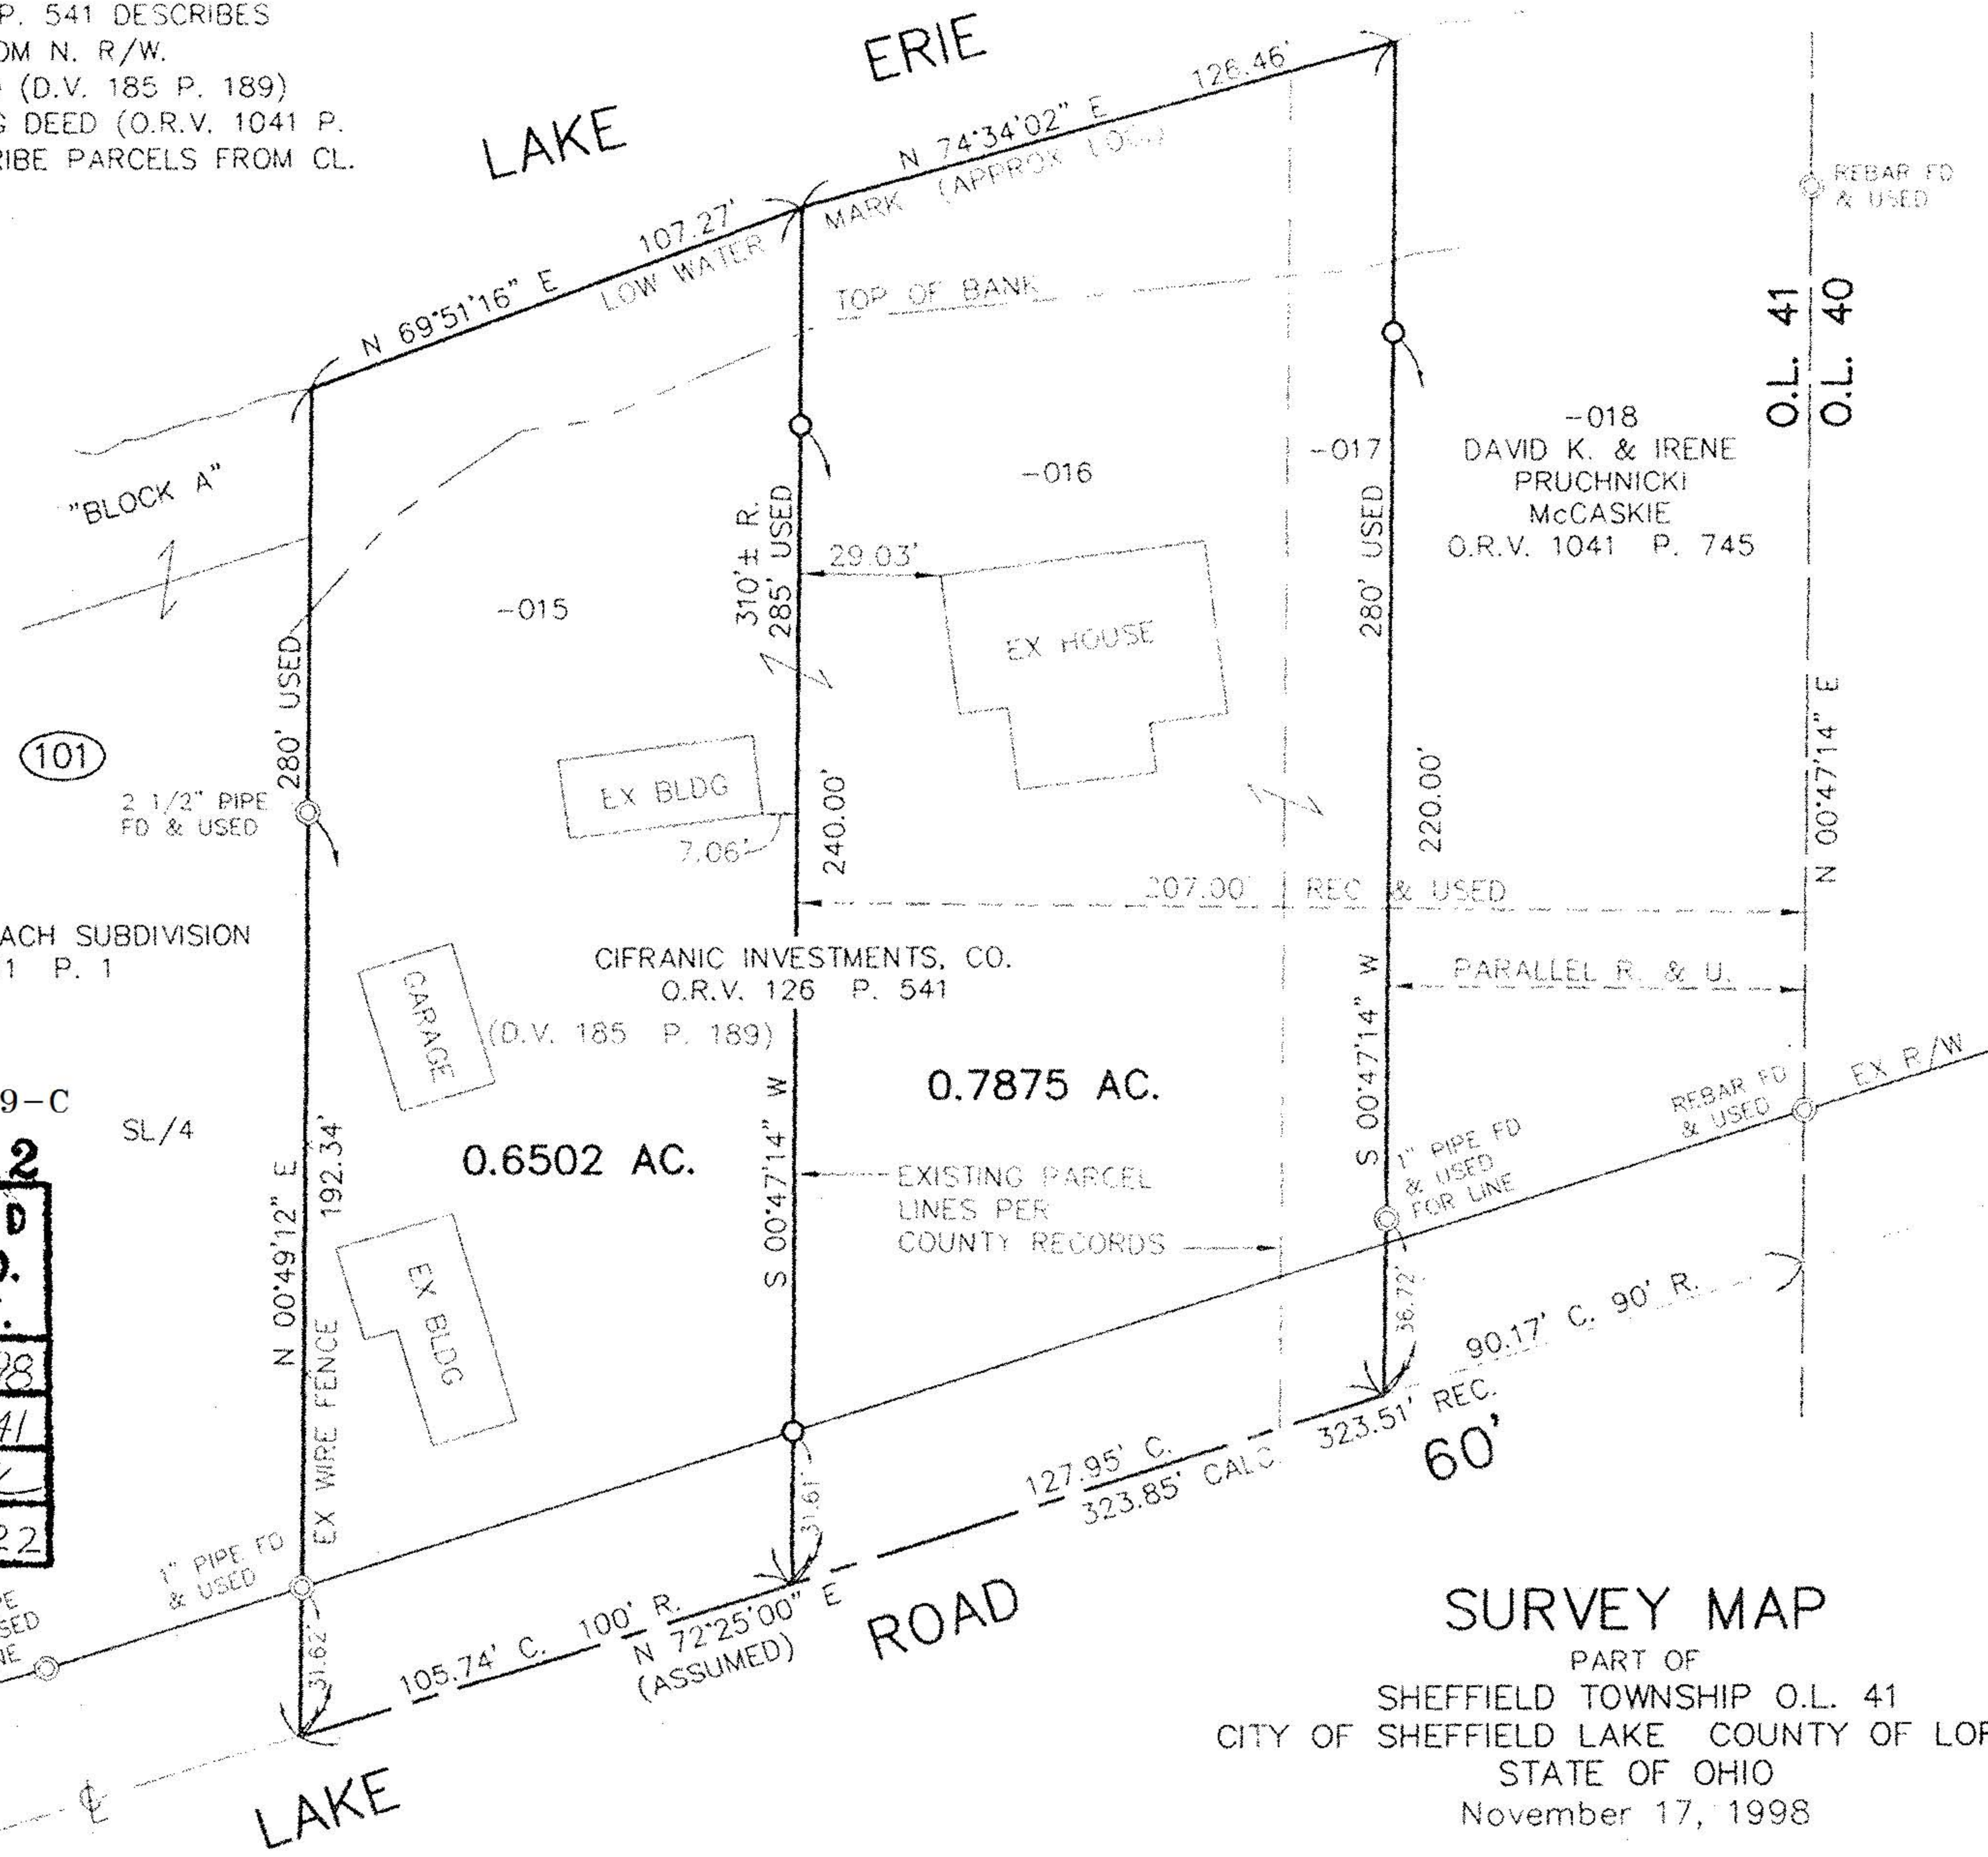 P. 541 DESCRIBES
OM N. R/W.
(D.V. 185 P. 189)
G DEED (O.R.V. 1041 P.
RIBE PARCELS FROM CL.
LAKE ERIE
N 69°51'16" E 107.27'
LOW WATER MARK (APPROX LOC.)
N 74°34'02" E 126.46'
TOP OF BANK
REBAR FD
& USED
O.L. 41
O.L. 40
"BLOCK A"
-015
-016
-017
-018
DAVID K. & IRENE
PRUCHNICKI
McCASKIE
O.R.V. 1041 P. 745
280' USED
310'± R.
285' USED
280' USED
29.03'
EX HOUSE
EX BLDG
7.06'
240.00'
220.00'
N 00°47'14" E
101
2 1/2" PIPE
FD & USED
207.00' REC & USED
PARALLEL R. & U.
ACH SUBDIVISION
1 P. 1
CIFRANIC INVESTMENTS, CO.
O.R.V. 126 P. 541
(D.V. 185 P. 189)
GARAGE
0.7875 AC.
0.6502 AC.
9-C
SL/4
2
D
98
41
22
N 00°49'12" E 192.34'
S 00°47'14" W
S 00°47'14" W
EXISTING PARCEL
LINES PER
COUNTY RECORDS
1" PIPE FD
& USED
FOR LINE
REBAR FD
& USED
EX R/W
EX BLDG
EX WIRE FENCE
1" PIPE FD
& USED
PE
SED
NE
31.62'
31.61'
36.72'
105.74' C. 100' R.
N 72°25'00" E
(ASSUMED)
127.95' C.
323.85' CALC. 323.51' REC.
90.17' C. 90' R.
60'
LAKE ROAD
SURVEY MAP
PART OF
SHEFFIELD TOWNSHIP O.L. 41
CITY OF SHEFFIELD LAKE COUNTY OF LOR
STATE OF OHIO
November 17, 1998